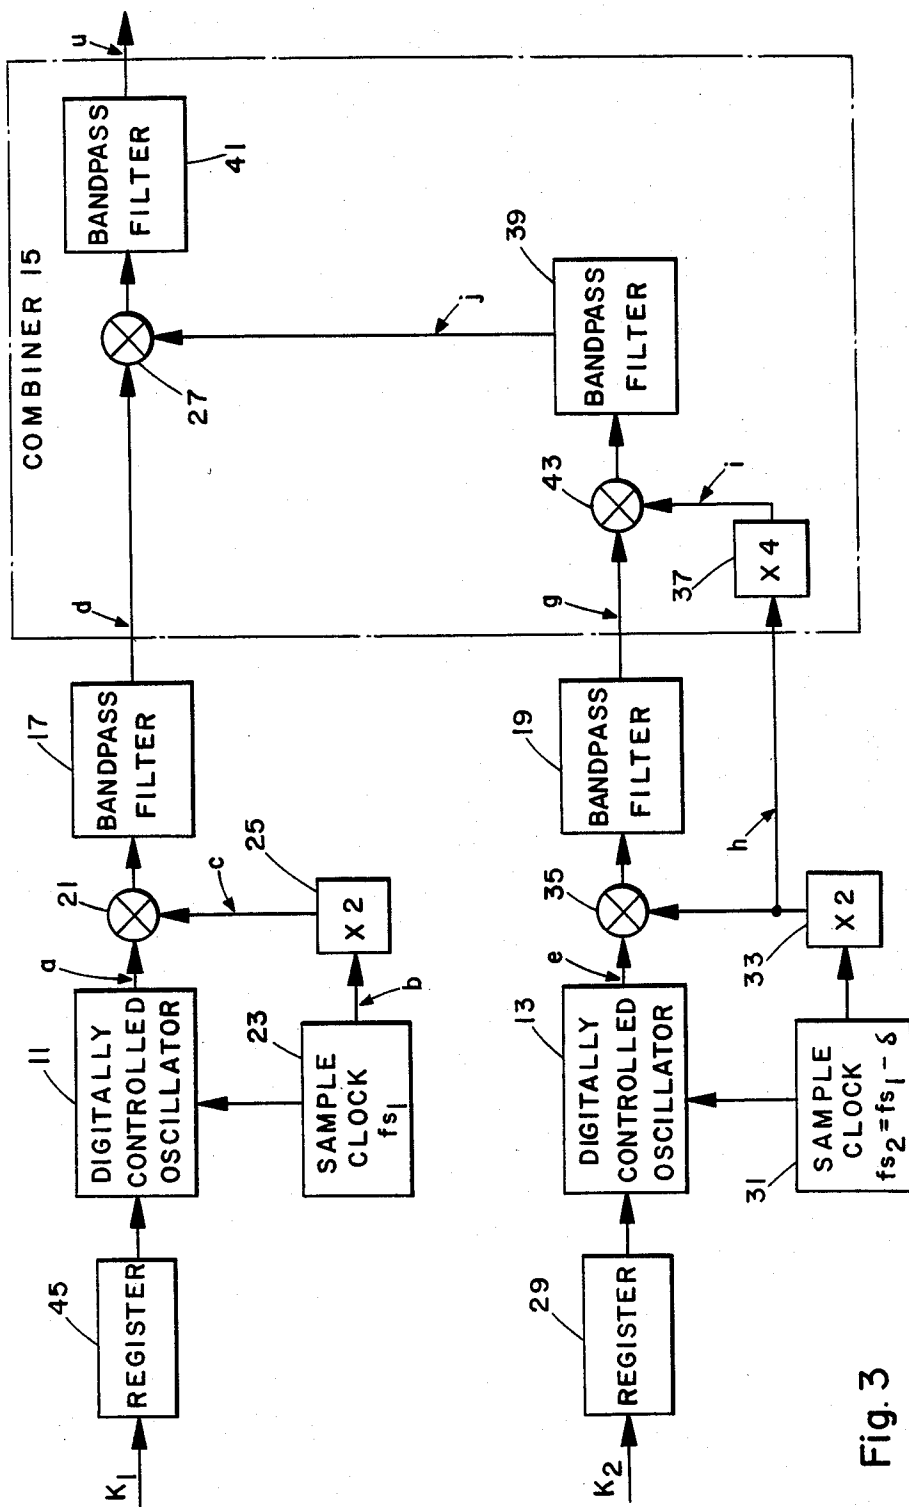 COMBINER 15
K1
REGISTER
45
DIGITALLY
CONTROLLED
OSCILLATOR
11
a
21
BANDPASS
FILTER
17
d
27
BANDPASS
FILTER
41
u
SAMPLE
CLOCK
fs1
23
b
X 2
25
c
K2
REGISTER
29
DIGITALLY
CONTROLLED
OSCILLATOR
13
e
35
BANDPASS
FILTER
19
g
43
BANDPASS
FILTER
39
j
SAMPLE
CLOCK
fs2=fs1-δ
31
X 2
33
h
X 4
37
i
Fig. 3